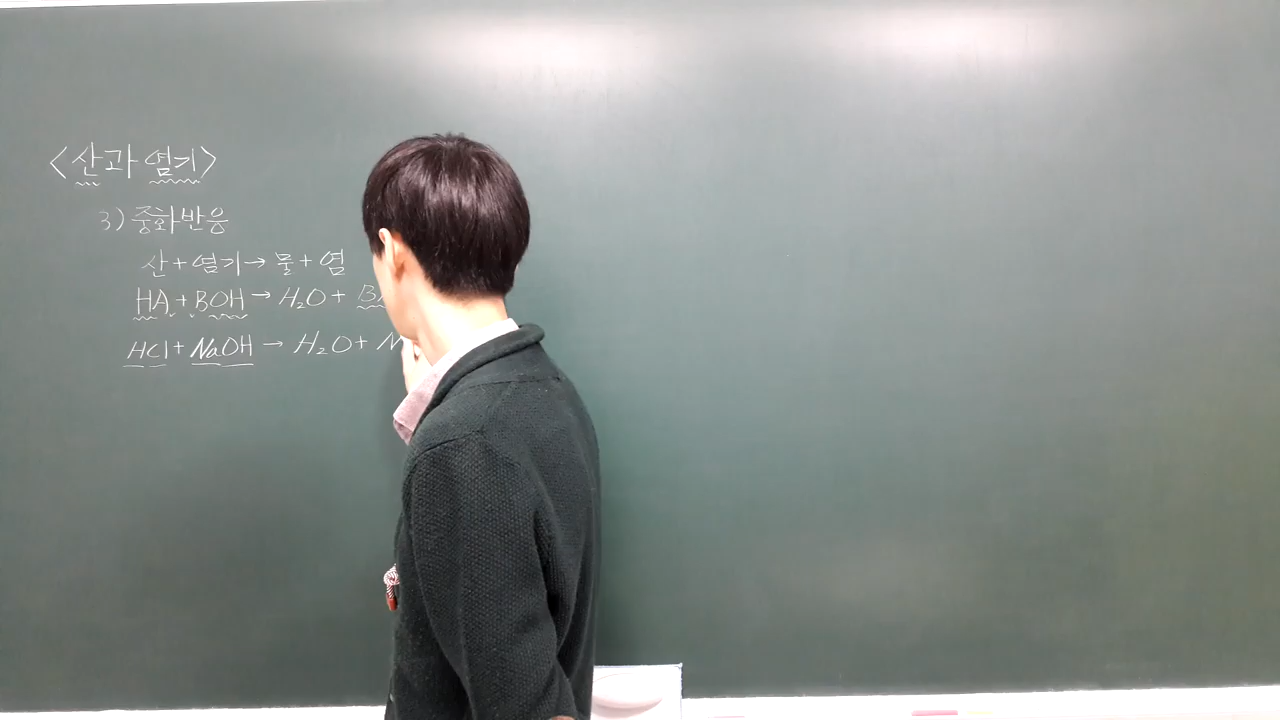 <산과 염기>
3) 중화반응
산 + 염기 → 물 + 염
HA + BOH → H₂O + B
HCl + NaOH → H₂O + N